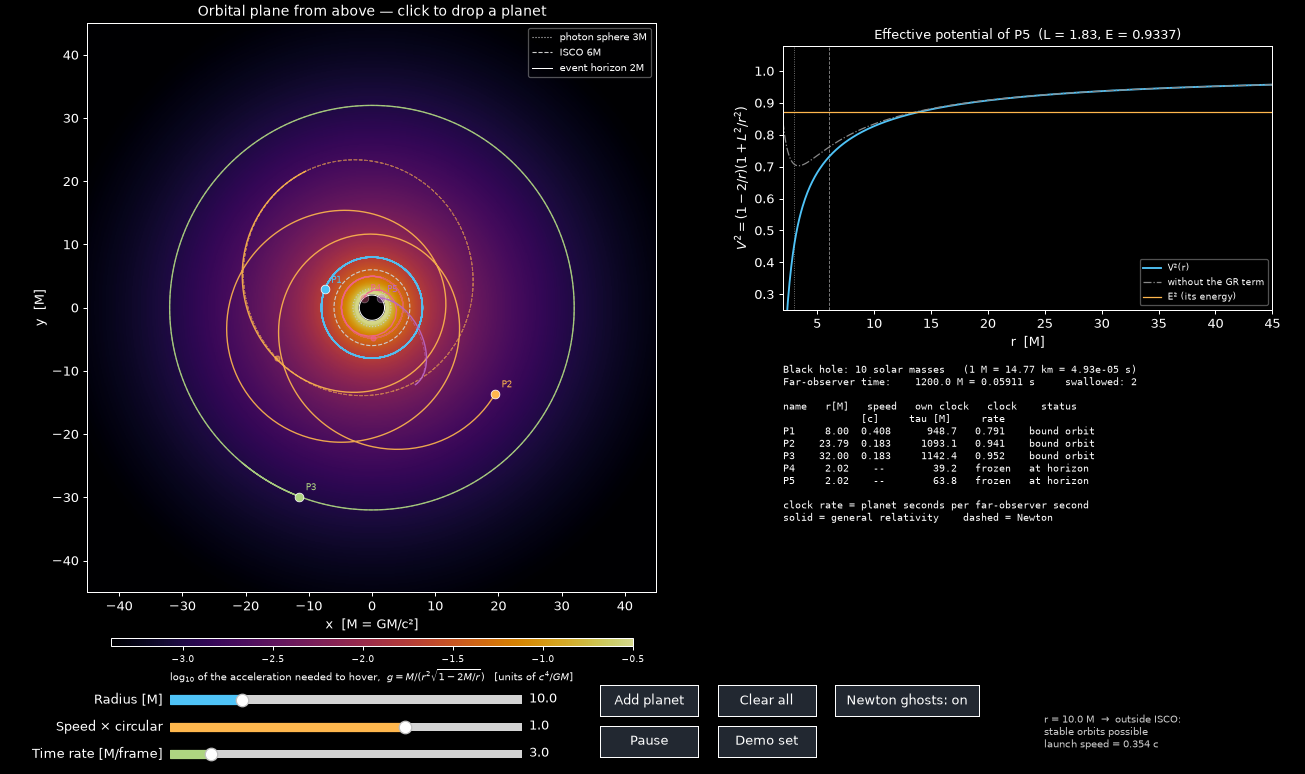 Orbital plane from above — click to drop a planet
photon sphere 3M
ISCO 6M
event horizon 2M
40
30
20
10
0
−10
−20
−30
−40
y [M]
P1
P2
P3
−40 −30 −20 −10 0 10 20 30 40
x [M = GM/c²]
−3.0 −2.5 −2.0 −1.5 −1.0 −0.5
log₁₀ of the acceleration needed to hover, g = M/(r²√1 − 2M/r) [units of c⁴/GM]
Effective potential of P5 (L = 1.83, E = 0.9337)
1.0
0.9
0.8
0.7
0.6
0.5
0.4
0.3
V² = (1 − 2/r)(1 + L²/r²)
V²(r)
without the GR term
E² (its energy)
5 10 15 20 25 30 35 40 45
r [M]
Black hole: 10 solar masses (1 M = 14.77 km = 4.93e-05 s)
Far-observer time: 1200.0 M = 0.05911 s swallowed: 2
name r[M] speed own clock clock status
[c] tau [M] rate
P1 8.00 0.408 948.7 0.791 bound orbit
P2 23.79 0.183 1093.1 0.941 bound orbit
P3 32.00 0.183 1142.4 0.952 bound orbit
P4 2.02 -- 39.2 frozen at horizon
P5 2.02 -- 63.8 frozen at horizon
clock rate = planet seconds per far-observer second
solid = general relativity dashed = Newton
Radius [M] 10.0
Speed × circular 1.0
Time rate [M/frame] 3.0
Add planet
Clear all
Newton ghosts: on
Pause
Demo set
r = 10.0 M → outside ISCO:
stable orbits possible
launch speed = 0.354 c